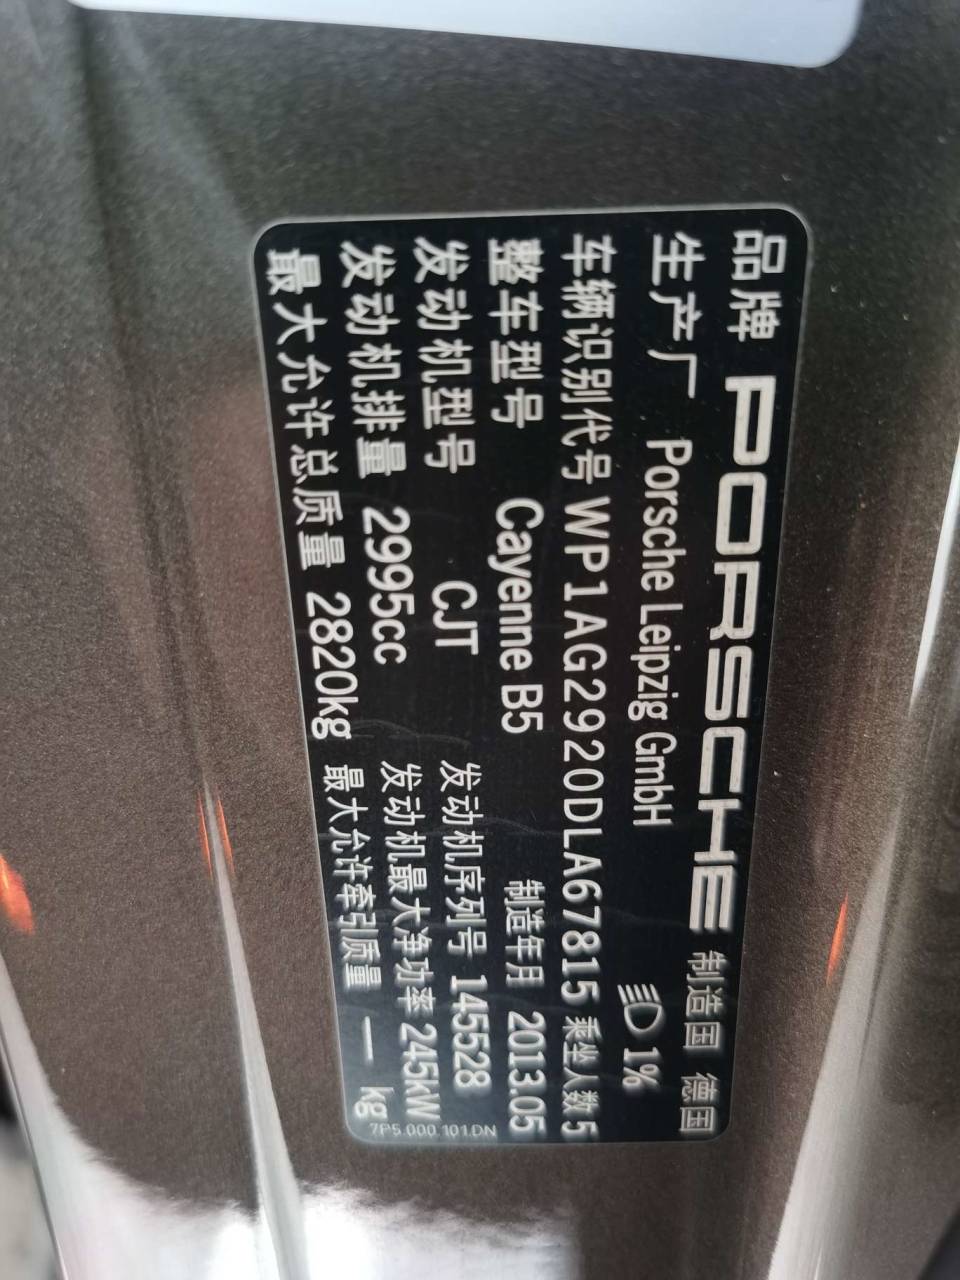 品牌 PORSCHE 制造国 德国
生产厂 Porsche Leipzig GmbH 1%
车辆识别代号 WP1AG2920DLA67815 乘坐人数 5
整车型号 Cayenne B5 制造年月 2013.05
发动机型号 CJT 发动机序列号 145528
发动机排量 2995cc 发动机最大净功率 245kW
最大允许总质量 2820kg 最大允许牵引质量 — kg
7P5.000.101.DN